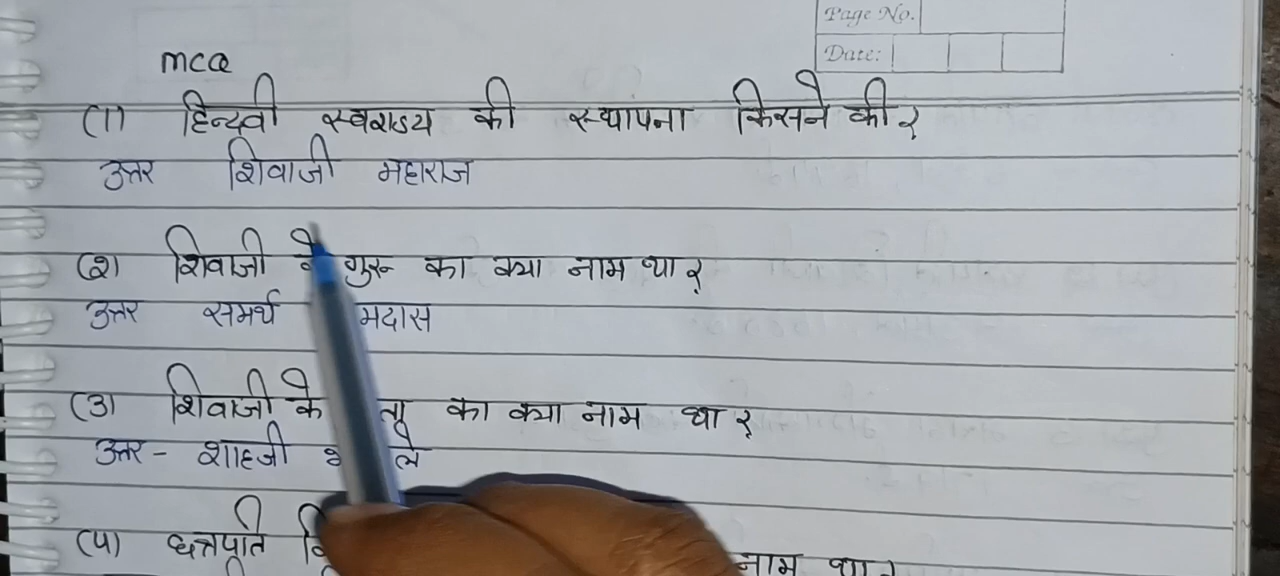 Page No.
Date:
mca
(1) हिन्दवी स्वराज्य की स्थापना किसने की?
उत्तर शिवाजी महाराज
(2) शिवाजी के गुरू का क्या नाम था?
उत्तर समर्थ मदास
(3) शिवाजी के का क्या नाम था?
उत्तर - शाहजी ले
(4) छत्रपति नाम था?